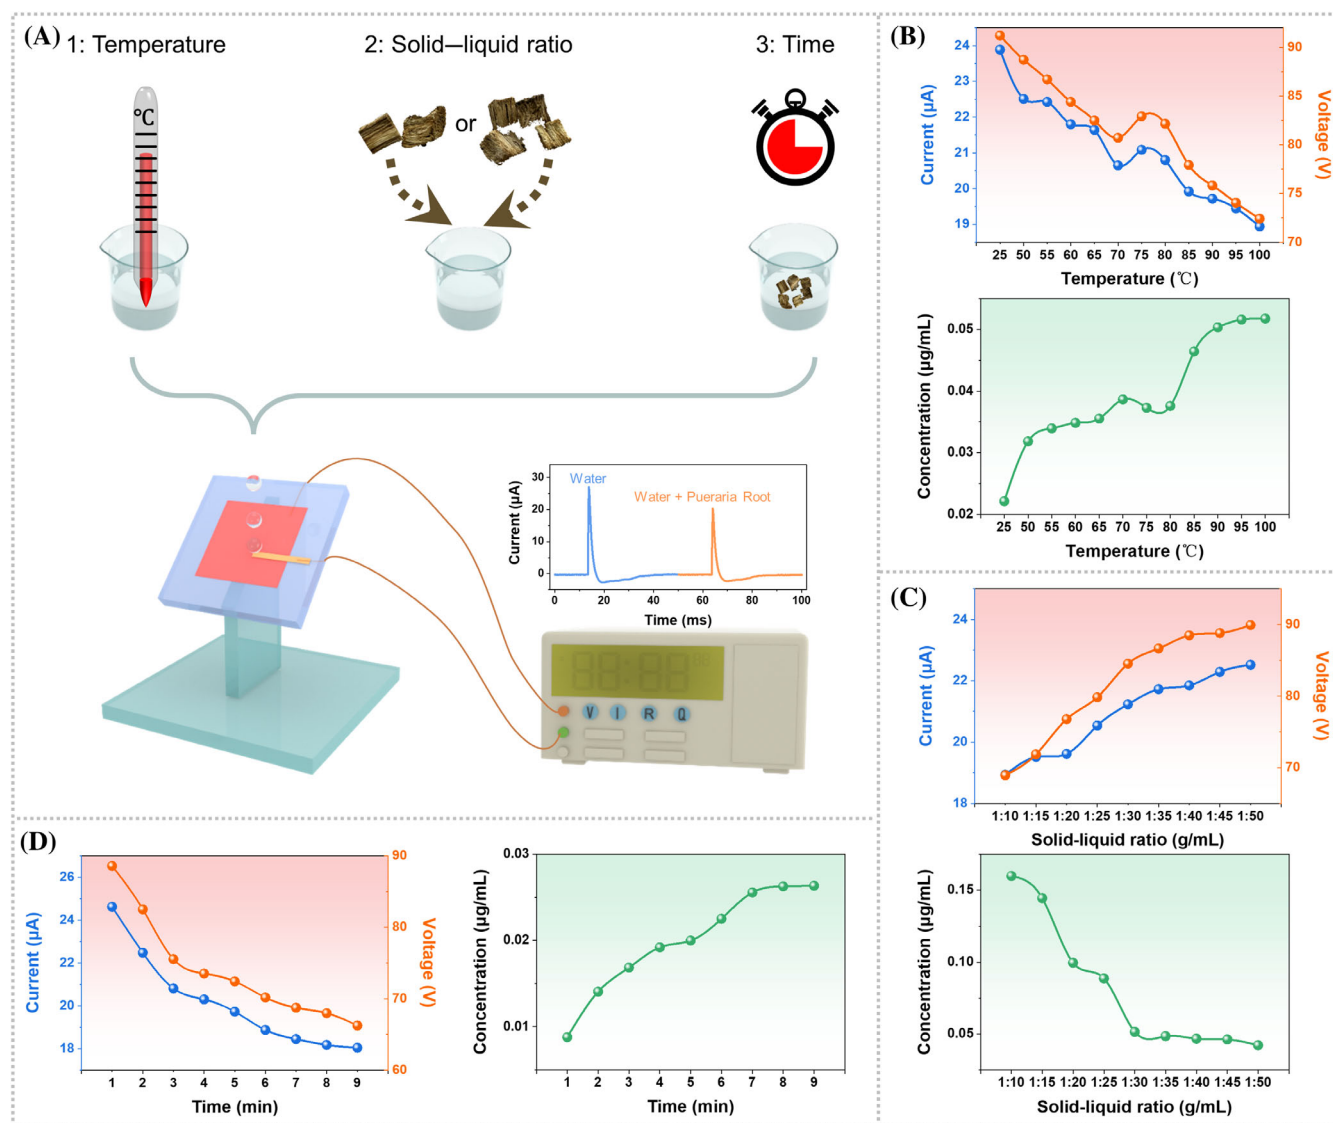 (A)
1: Temperature
2: Solid—liquid ratio
3: Time
°C
or
Current (μA)
30
20
10
0
Water
Water + Pueraria Root
0 20 40 60 80 100
Time (ms)
88:88
V I R Q
(B)
Current (μA)
24
23
22
21
20
19
Voltage (V)
90
85
80
75
70
25 50 55 60 65 70 75 80 85 90 95 100
Temperature (℃)
Concentration (μg/mL)
0.05
0.04
0.03
0.02
25 50 55 60 65 70 75 80 85 90 95 100
Temperature (℃)
(C)
Current (μA)
24
22
20
18
Voltage (V)
90
80
70
1:10 1:15 1:20 1:25 1:30 1:35 1:40 1:45 1:50
Solid-liquid ratio (g/mL)
Concentration (μg/mL)
0.15
0.10
0.05
1:10 1:15 1:20 1:25 1:30 1:35 1:40 1:45 1:50
Solid-liquid ratio (g/mL)
(D)
Current (μA)
26
24
22
20
18
Voltage (V)
90
80
70
60
1 2 3 4 5 6 7 8 9
Time (min)
Concentration (μg/mL)
0.03
0.02
0.01
1 2 3 4 5 6 7 8 9
Time (min)